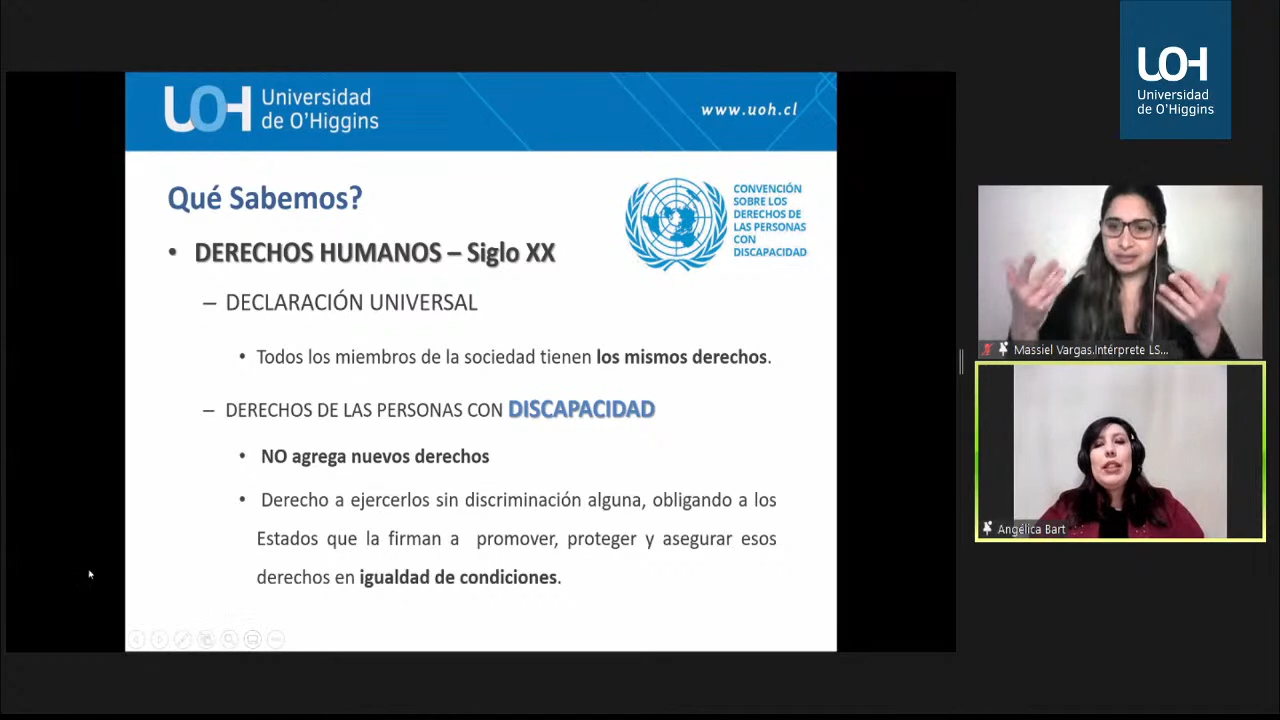 UOH Universidad
de O'Higgins
www.uoh.cl
Qué Sabemos?
CONVENCIÓN
SOBRE LOS
DERECHOS DE
LAS PERSONAS
CON
DISCAPACIDAD
• DERECHOS HUMANOS – Siglo XX
– DECLARACIÓN UNIVERSAL
• Todos los miembros de la sociedad tienen los mismos derechos.
– DERECHOS DE LAS PERSONAS CON DISCAPACIDAD
• NO agrega nuevos derechos
• Derecho a ejercerlos sin discriminación alguna, obligando a los
Estados que la firman a promover, proteger y asegurar esos
derechos en igualdad de condiciones.
UOH
Universidad
de O'Higgins
Massiel Vargas.Intérprete LS...
Angélica Bart